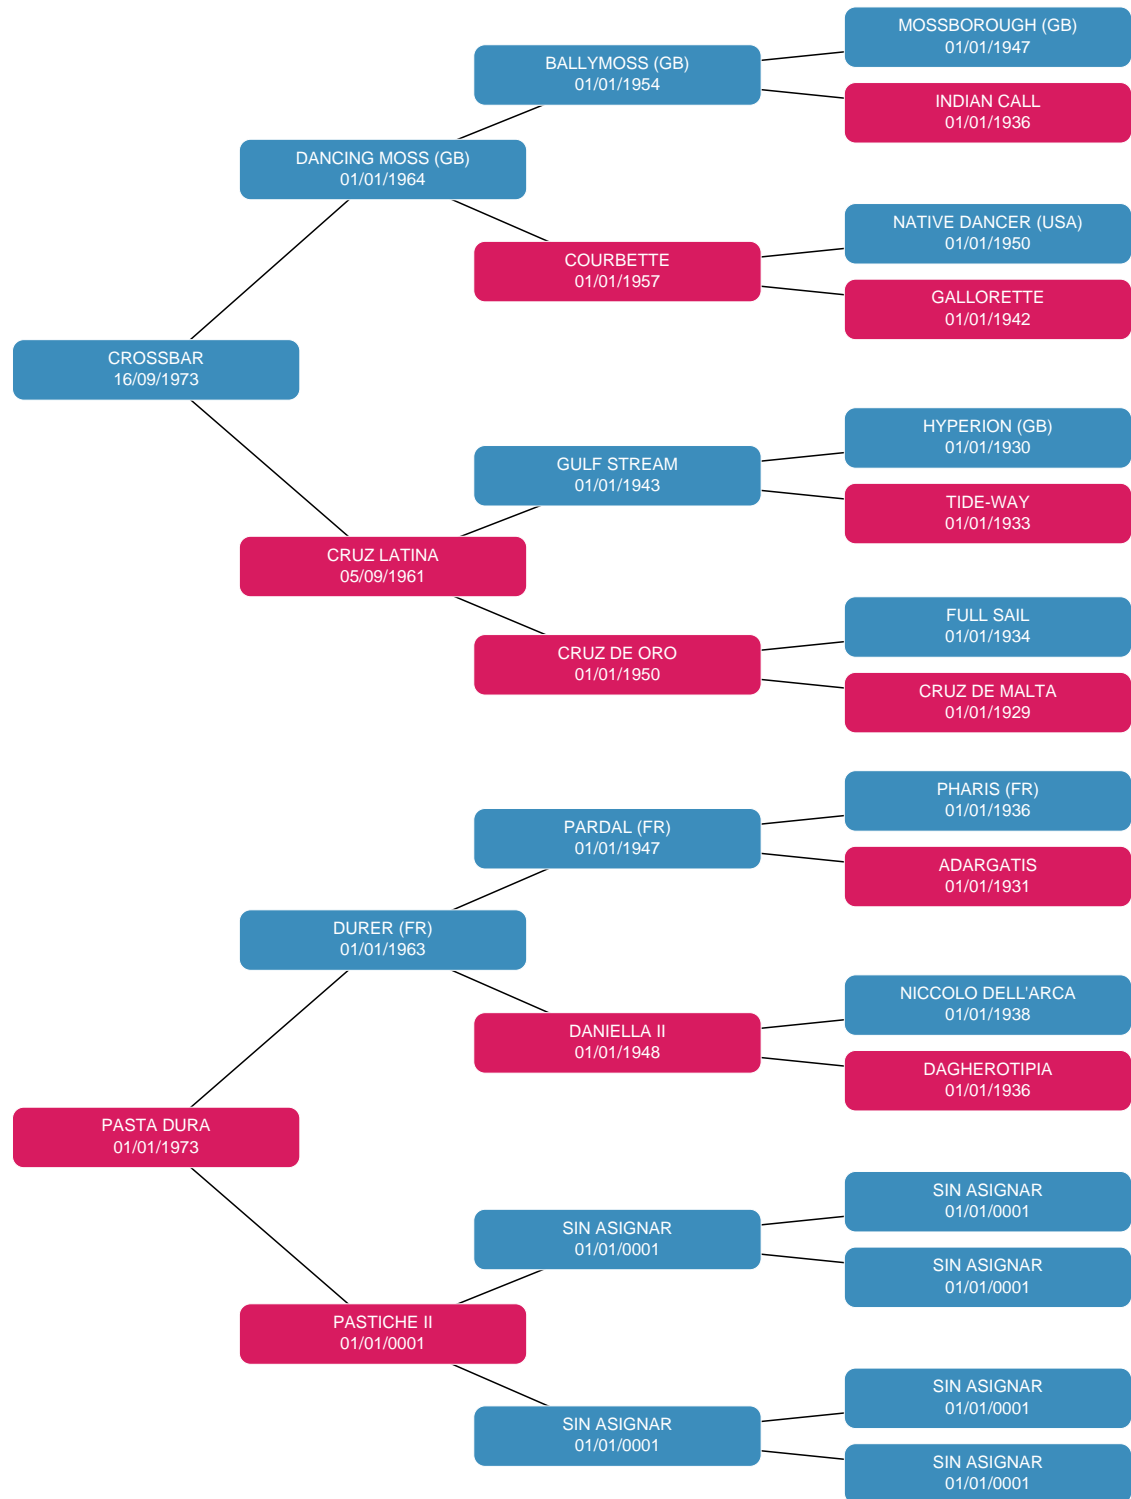 MOSSBOROUGH (GB)
01/01/1947
BALLYMOSS (GB)
01/01/1954
INDIAN CALL
01/01/1936
DANCING MOSS (GB)
01/01/1964
NATIVE DANCER (USA)
01/01/1950
COURBETTE
01/01/1957
GALLORETTE
01/01/1942
CROSSBAR
16/09/1973
HYPERION (GB)
01/01/1930
GULF STREAM
01/01/1943
TIDE-WAY
01/01/1933
CRUZ LATINA
05/09/1961
FULL SAIL
01/01/1934
CRUZ DE ORO
01/01/1950
CRUZ DE MALTA
01/01/1929
PHARIS (FR)
01/01/1936
PARDAL (FR)
01/01/1947
ADARGATIS
01/01/1931
DURER (FR)
01/01/1963
NICCOLO DELL'ARCA
01/01/1938
DANIELLA II
01/01/1948
DAGHEROTIPIA
01/01/1936
PASTA DURA
01/01/1973
SIN ASIGNAR
01/01/0001
SIN ASIGNAR
01/01/0001
SIN ASIGNAR
01/01/0001
PASTICHE II
01/01/0001
SIN ASIGNAR
01/01/0001
SIN ASIGNAR
01/01/0001
SIN ASIGNAR
01/01/0001